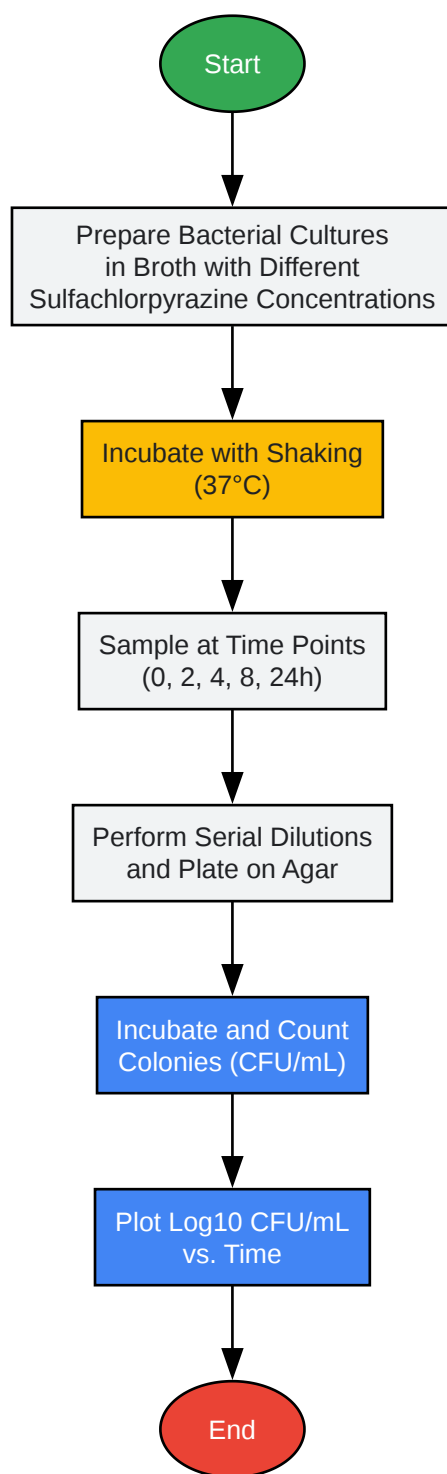 Start
Prepare Bacterial Cultures
in Broth with Different
Sulfachlorpyrazine Concentrations
Incubate with Shaking
(37°C)
Sample at Time Points
(0, 2, 4, 8, 24h)
Perform Serial Dilutions
and Plate on Agar
Incubate and Count
Colonies (CFU/mL)
Plot Log10 CFU/mL
vs. Time
End